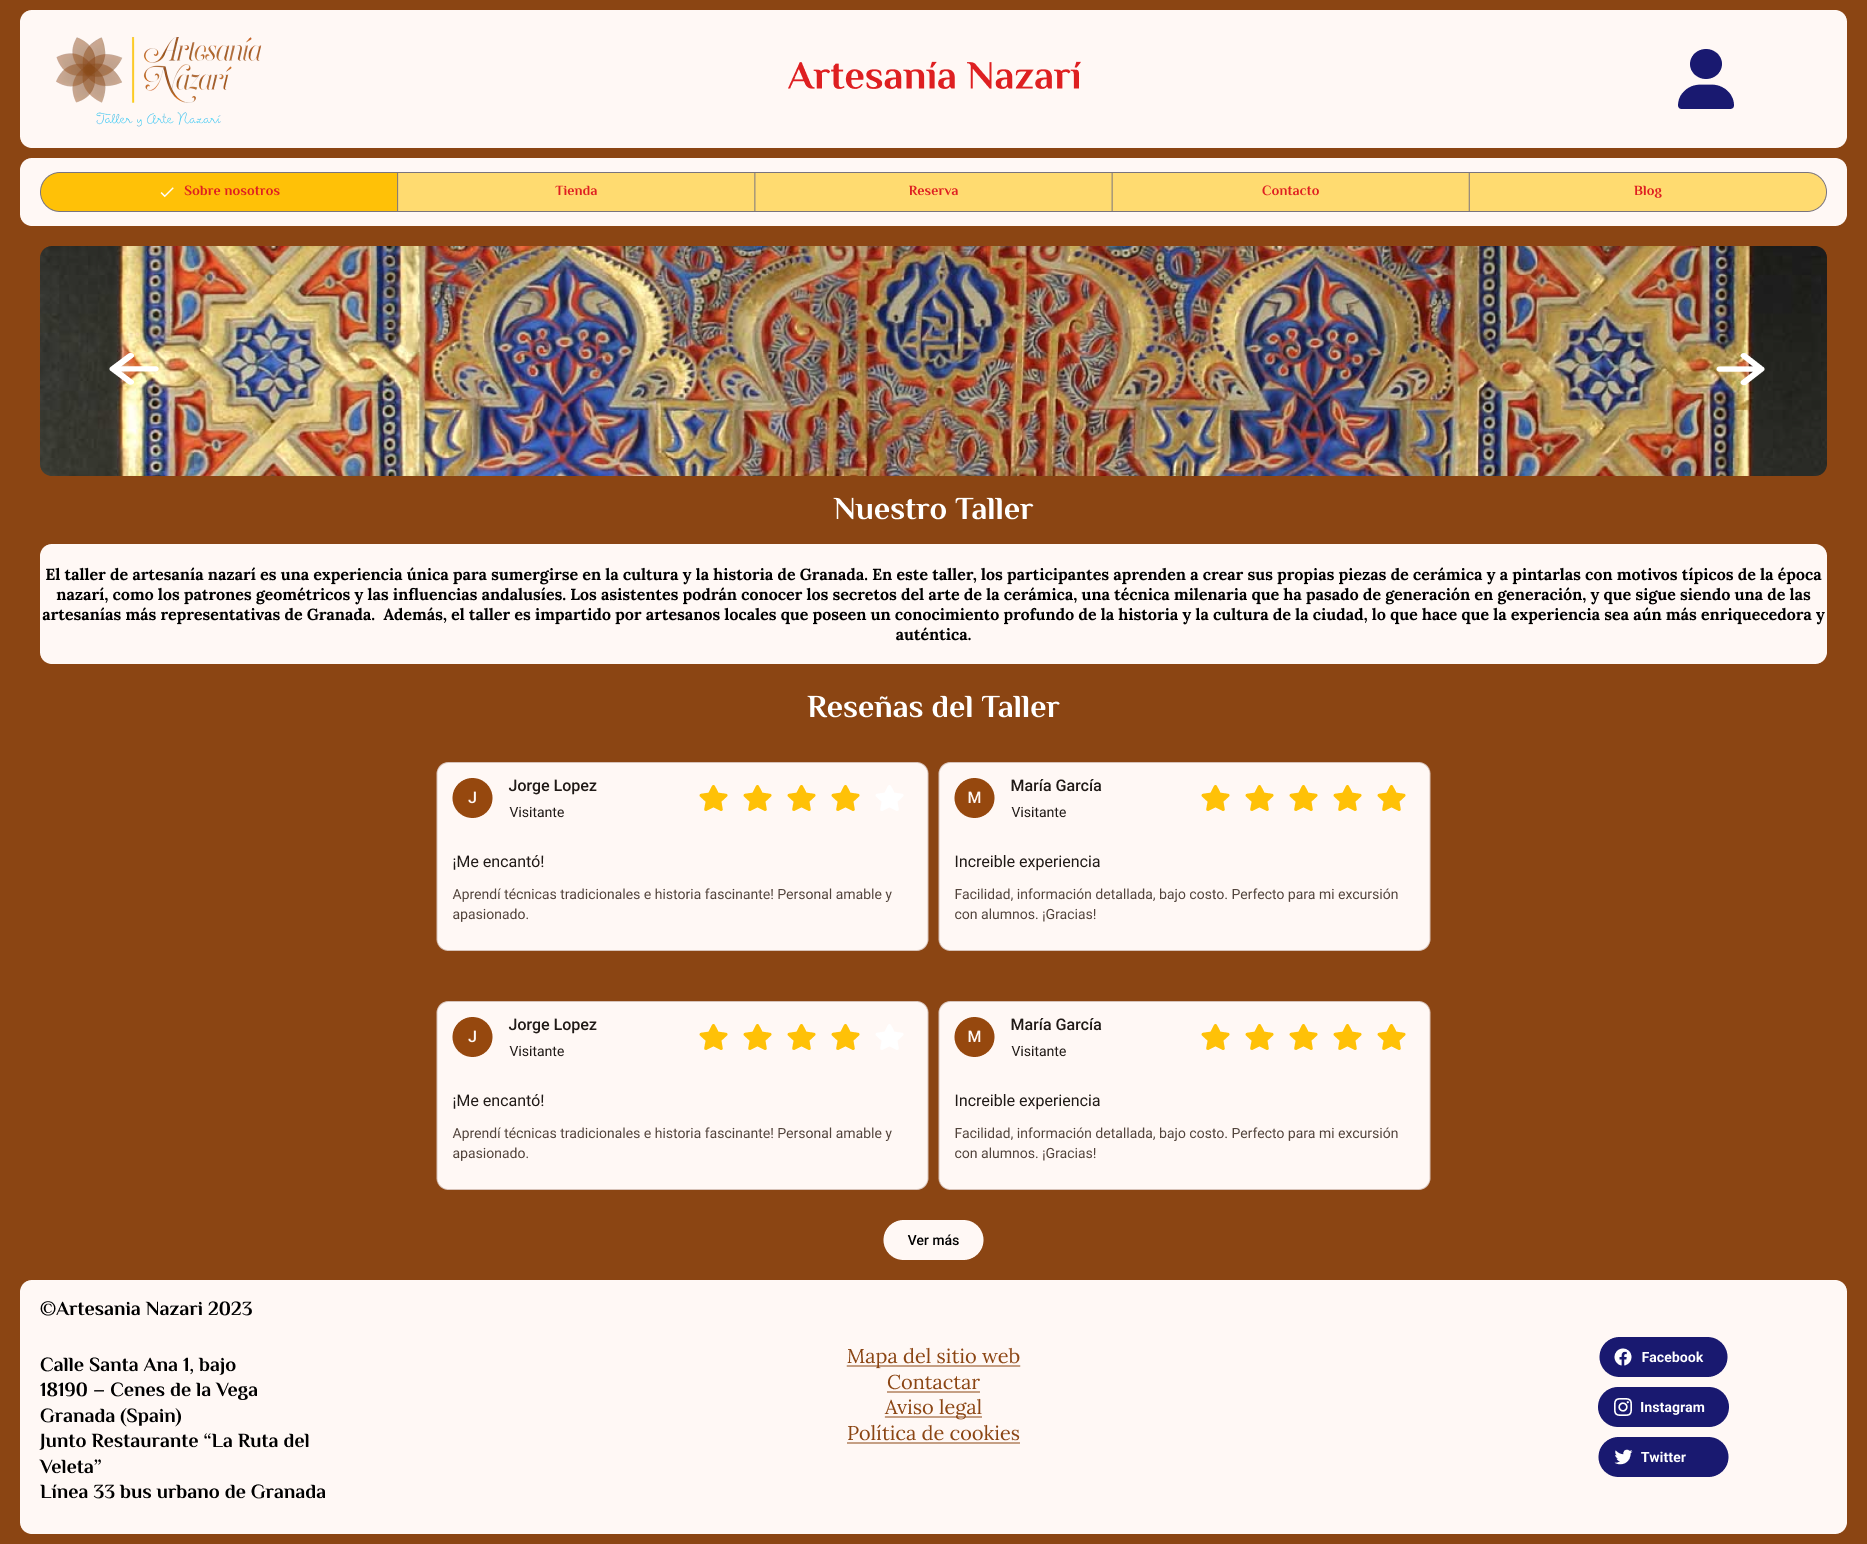 Artesanía
Nazarí
Taller y Arte Nazarí
Artesanía Nazarí
Sobre nosotros
Tienda
Reserva
Contacto
Blog
Nuestro Taller
El taller de artesanía nazarí es una experiencia única para sumergirse en la cultura y la historia de Granada. En este taller, los participantes aprenden a crear sus propias piezas de cerámica y a pintarlas con motivos típicos de la época
nazarí, como los patrones geométricos y las influencias andalusíes. Los asistentes podrán conocer los secretos del arte de la cerámica, una técnica milenaria que ha pasado de generación en generación, y que sigue siendo una de las
artesanías más representativas de Granada.  Además, el taller es impartido por artesanos locales que poseen un conocimiento profundo de la historia y la cultura de la ciudad, lo que hace que la experiencia sea aún más enriquecedora y
auténtica.
Reseñas del Taller
J
Jorge Lopez
Visitante
¡Me encantó!
Aprendí técnicas tradicionales e historia fascinante! Personal amable y
apasionado.
M
María García
Visitante
Increible experiencia
Facilidad, información detallada, bajo costo. Perfecto para mi excursión
con alumnos. ¡Gracias!
J
Jorge Lopez
Visitante
¡Me encantó!
Aprendí técnicas tradicionales e historia fascinante! Personal amable y
apasionado.
M
María García
Visitante
Increible experiencia
Facilidad, información detallada, bajo costo. Perfecto para mi excursión
con alumnos. ¡Gracias!
Ver más
©Artesania Nazari 2023
Calle Santa Ana 1, bajo
18190 – Cenes de la Vega
Granada (Spain)
Junto Restaurante “La Ruta del
Veleta”
Línea 33 bus urbano de Granada
Mapa del sitio web
Contactar
Aviso legal
Política de cookies
Facebook
Instagram
Twitter